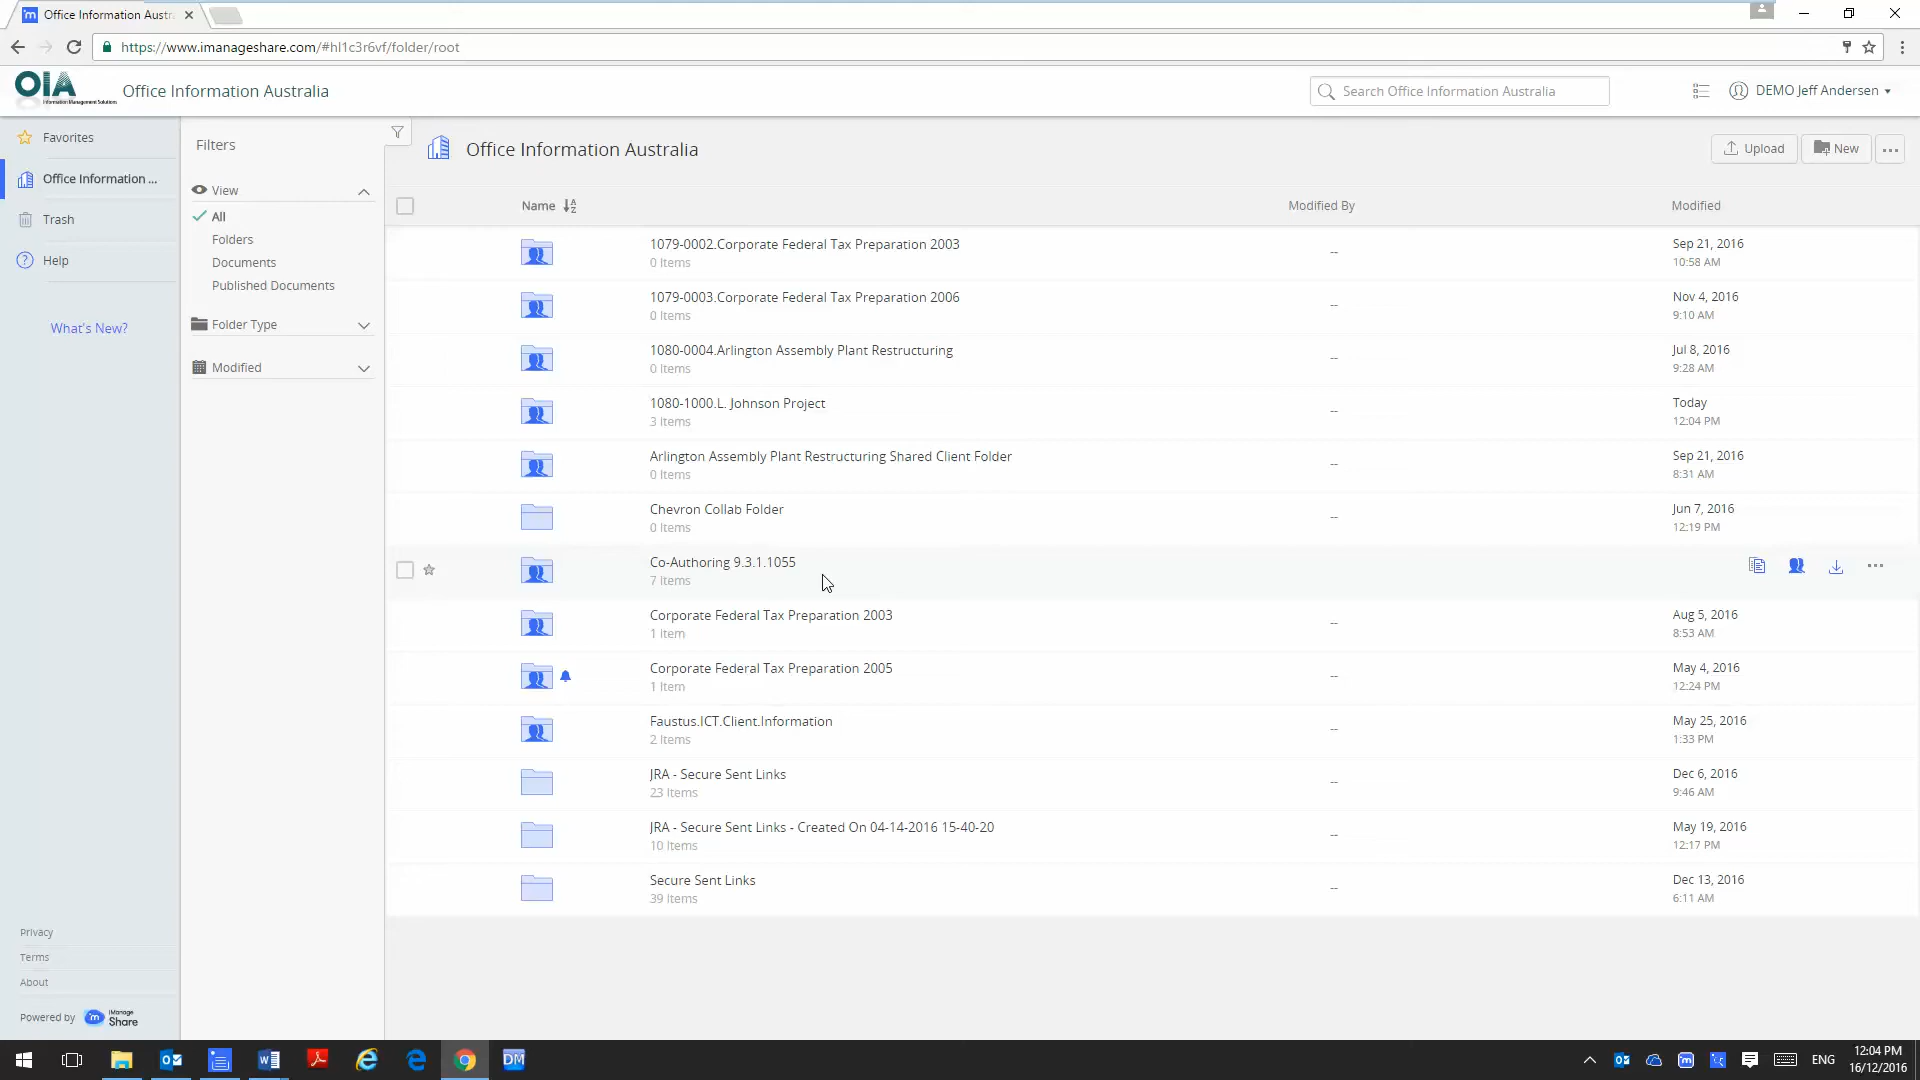 Office Information Austr
https://www.imanageshare.com/#hl1c3r6vf/folder/root
OIA
Information Management Solutions
Office Information Australia
Search Office Information Australia
DEMO Jeff Andersen
Favorites
Office Information ...
Trash
Help
What's New?
Filters
View
All
Folders
Documents
Published Documents
Folder Type
Modified
Office Information Australia
Upload
New
Name
Modified By
Modified
1079-0002.Corporate Federal Tax Preparation 2003
0 Items
--
Sep 21, 2016
10:58 AM
1079-0003.Corporate Federal Tax Preparation 2006
0 Items
--
Nov 4, 2016
9:10 AM
1080-0004.Arlington Assembly Plant Restructuring
0 Items
--
Jul 8, 2016
9:28 AM
1080-1000.L. Johnson Project
3 Items
--
Today
12:04 PM
Arlington Assembly Plant Restructuring Shared Client Folder
0 Items
--
Sep 21, 2016
8:31 AM
Chevron Collab Folder
0 Items
--
Jun 7, 2016
12:19 PM
Co-Authoring 9.3.1.1055
7 Items
Corporate Federal Tax Preparation 2003
1 Item
--
Aug 5, 2016
8:53 AM
Corporate Federal Tax Preparation 2005
1 Item
--
May 4, 2016
12:24 PM
Faustus.ICT.Client.Information
2 Items
--
May 25, 2016
1:33 PM
JRA - Secure Sent Links
23 Items
--
Dec 6, 2016
9:46 AM
JRA - Secure Sent Links - Created On 04-14-2016 15-40-20
10 Items
--
May 19, 2016
12:17 PM
Secure Sent Links
39 Items
--
Dec 13, 2016
6:11 AM
Privacy
Terms
About
Powered by
m
iManage
Share
DM
ENG
12:04 PM
16/12/2016